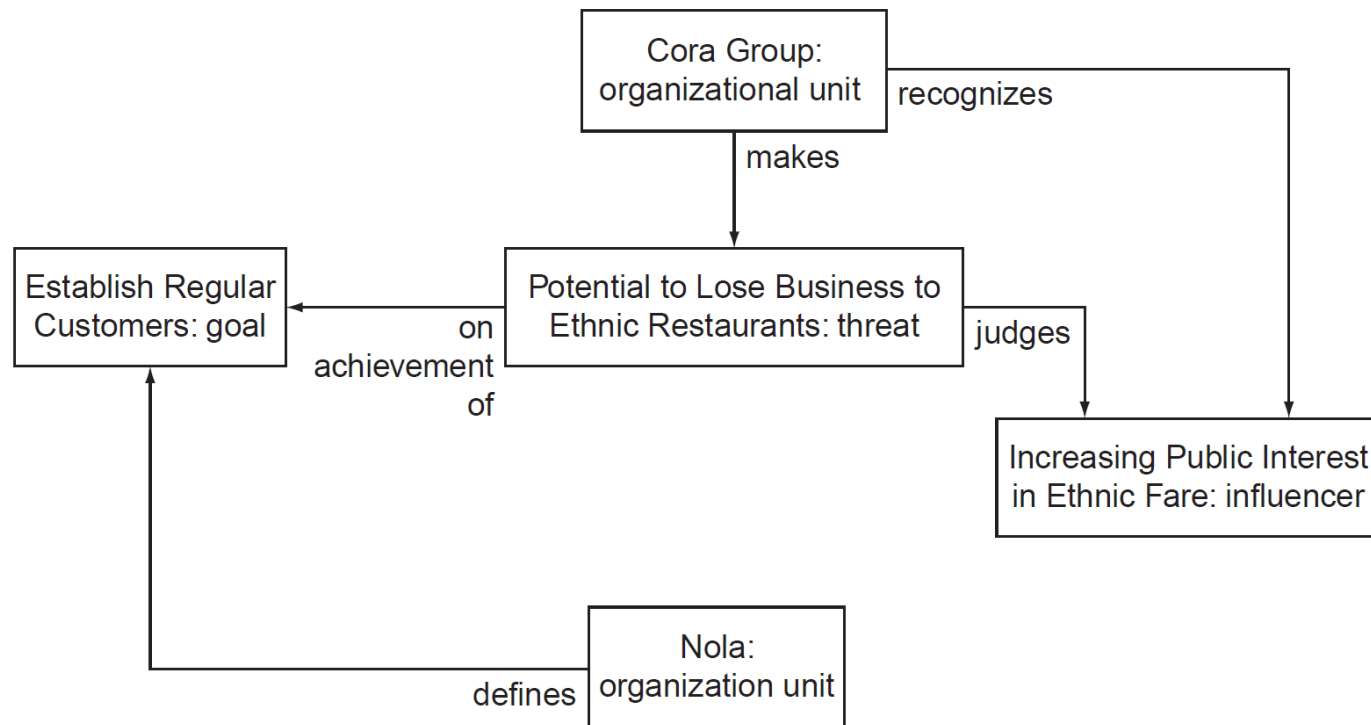 Cora Group:
organizational unit
recognizes
makes
Establish Regular
Customers: goal
on
achievement
of
Potential to Lose Business to
Ethnic Restaurants: threat
judges
Increasing Public Interest
in Ethnic Fare: influencer
Nola:
organization unit
defines